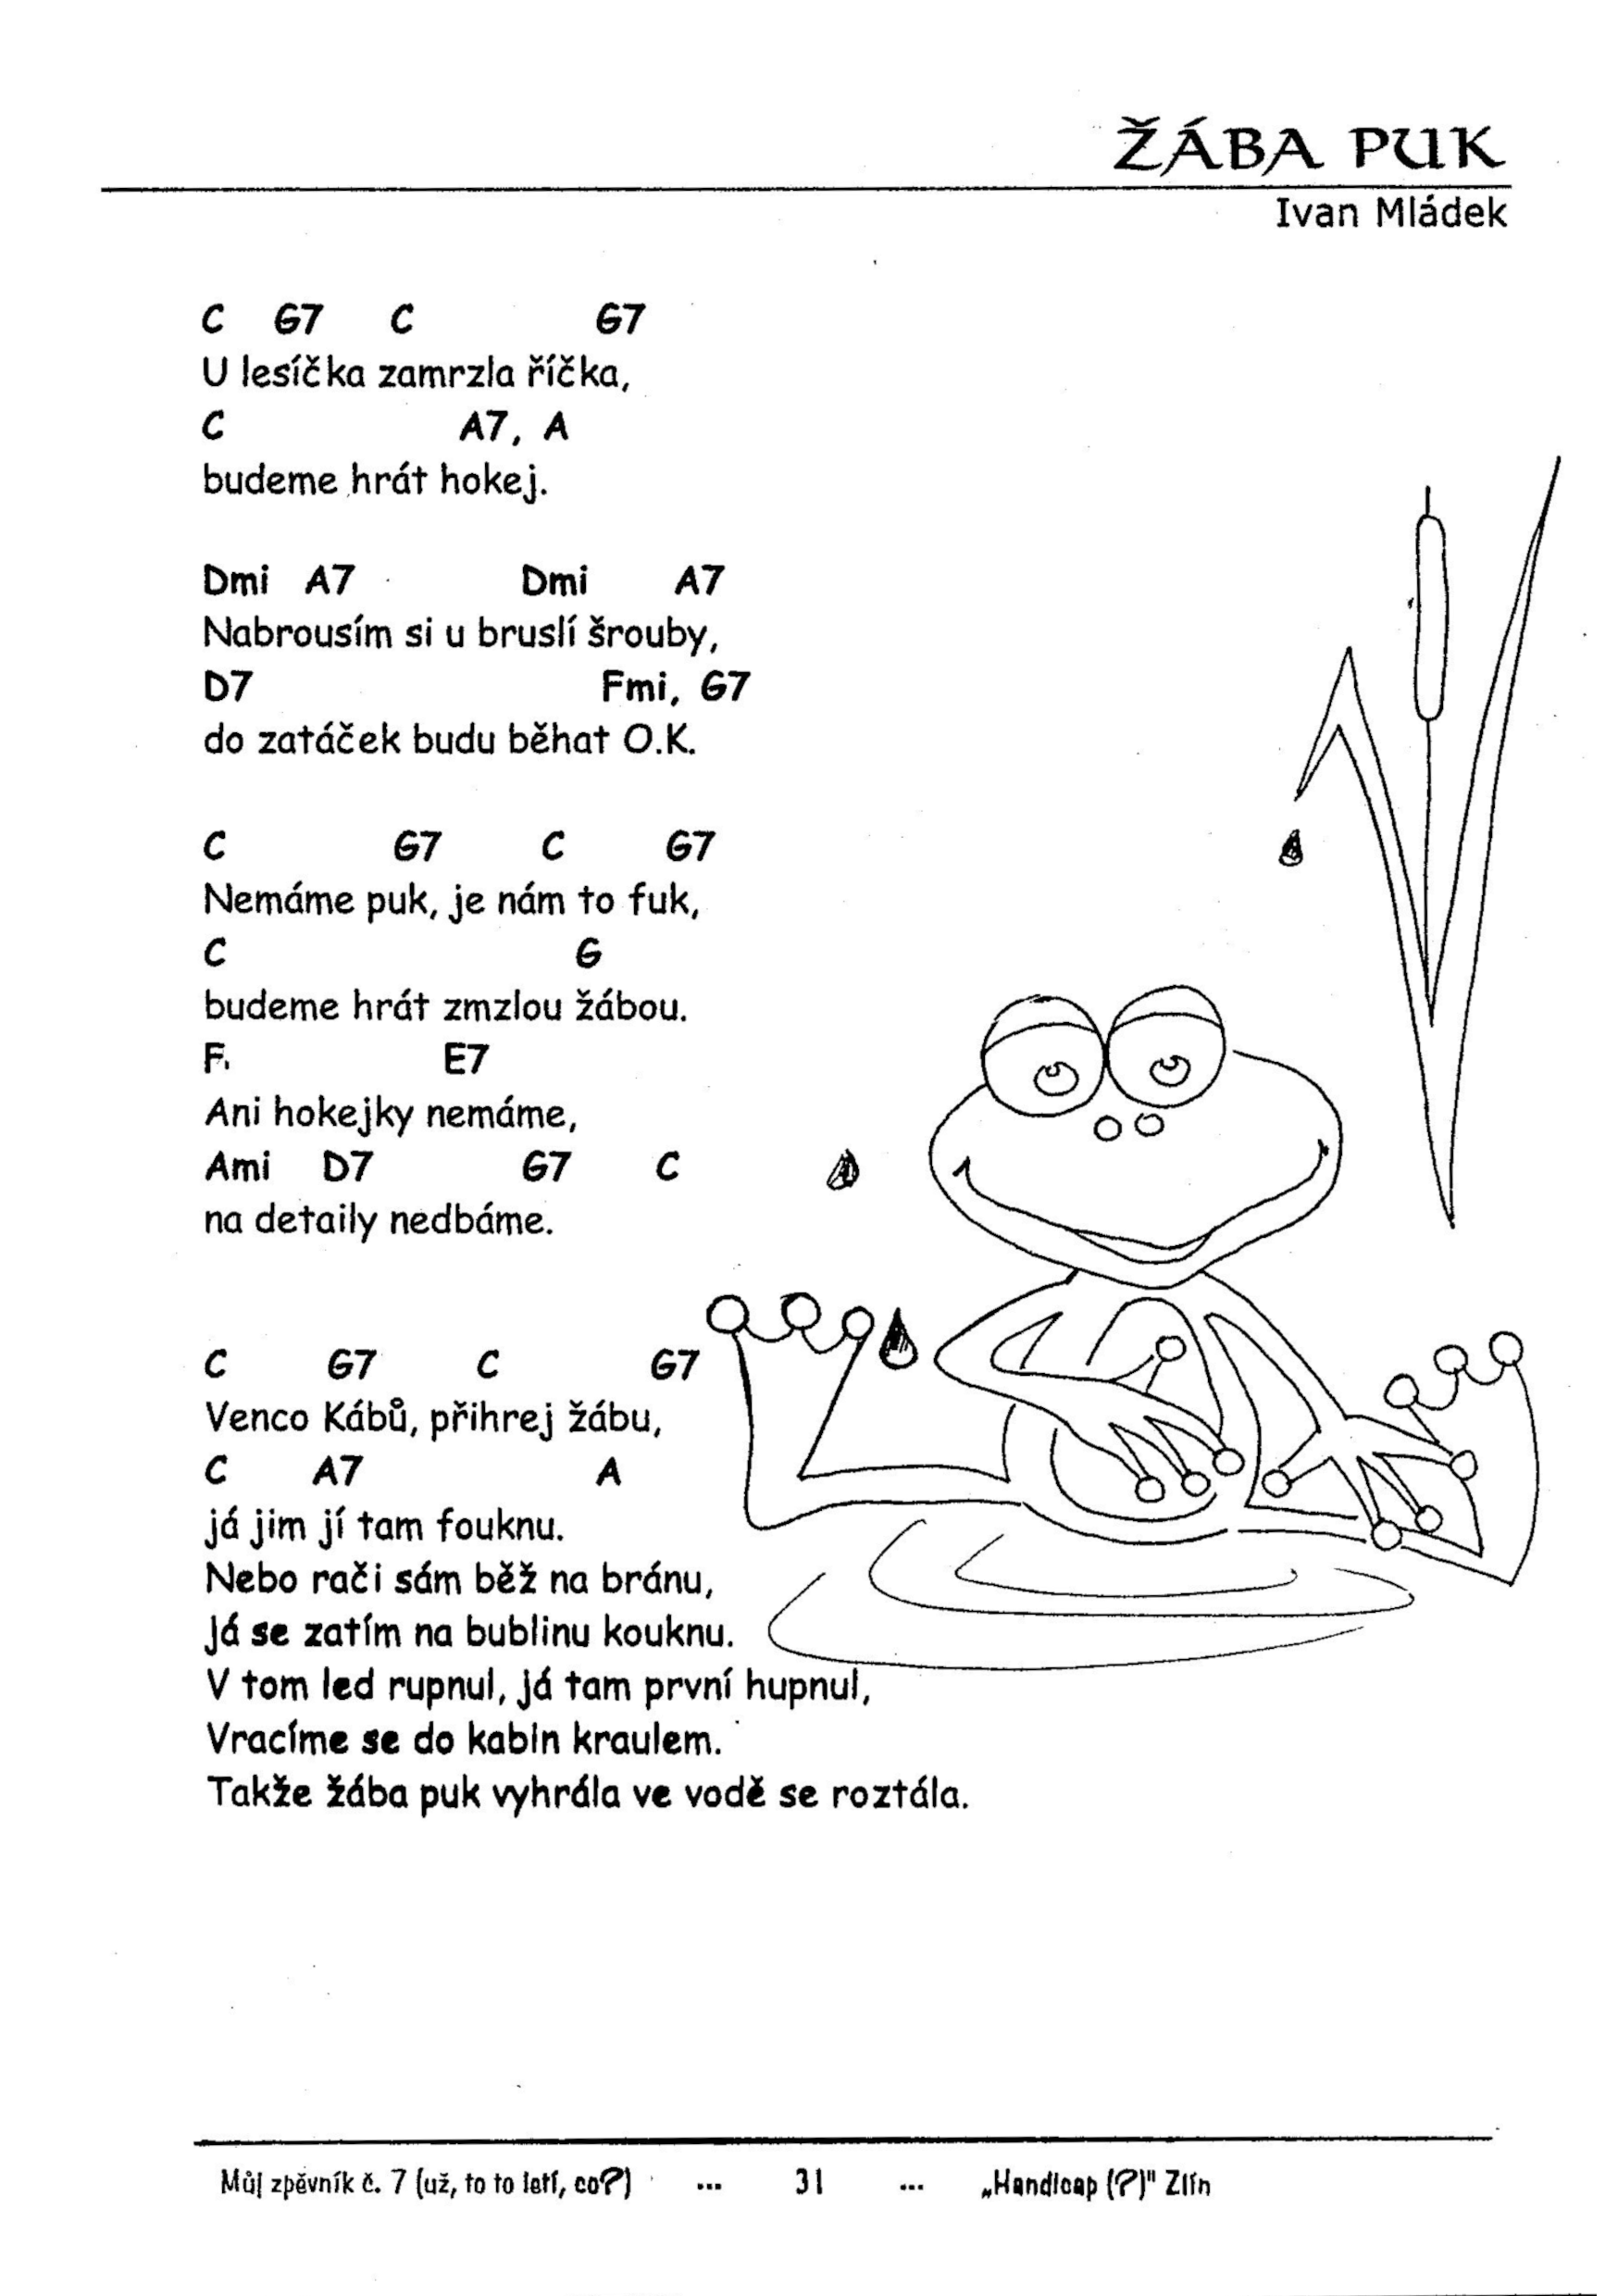 ŽÁBA PUK
Ivan Mládek
C G7 C G7
U lesíčka zamrzla říčka,
C A7, A
budeme hrát hokej.
Dmi A7 Dmi A7
Nabrousím si u bruslí šrouby,
D7 Fmi, G7
do zatáček budu běhat O.K.
C G7 C G7
Nemáme puk, je nám to fuk,
C G
budeme hrát zmzlou žábou.
F E7
Ani hokejky nemáme,
Ami D7 G7 C
na detaily nedbáme.
C G7 C G7
Venco Kábů, přihrej žábu,
C A7 A
já jim jí tam fouknu.
Nebo rači sám běž na bránu,
Já se zatím na bublinu kouknu.
V tom led rupnul, já tam první hupnul,
Vracíme se do kabin kraulem.
Takže žába puk vyhrála ve vodě se roztála.
Můj zpěvník č. 7 (už, to to letí, co?) ... 31 ... „Handicap (?)" Zlín